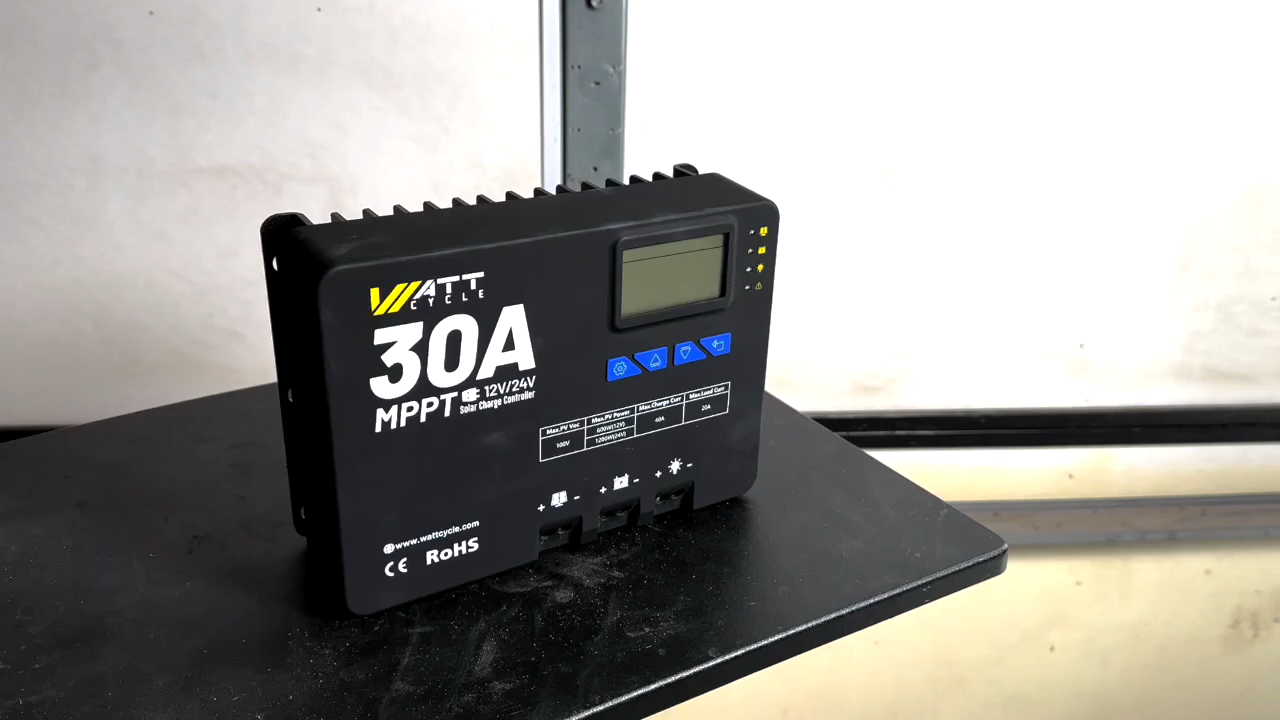 WATT
CYCLE
30A
MPPT 12V/24V
Solar Charge Controller
Max.PV Voc Max.PV Power Max.Charge Curr Max.Load Curr
100V 600W(12V) 40A 20A
1200W(24V)
+ - + - + -
www.wattcycle.com
CE RoHS